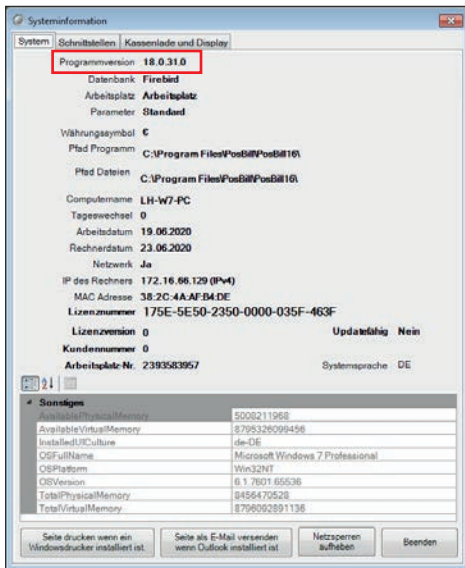 Systeminformation
System Schnittstellen Kassenlade und Display
Programmversion 18.0.31.0
Datenbank Firebird
Arbeitsplatz Arbeitsplatz
Parameter Standard
Währungssymbol €
Pfad Programm C:\Program Files\PosBill\PosBill16\
Pfad Dateien C:\Program Files\PosBill\PosBill16\
Computername LH-W7-PC
Tageswechsel 0
Arbeitsdatum 19.06.2020
Rechnerdatum 23.06.2020
Netzwerk Ja
IP des Rechners 172.16.66.129 (IPv4)
MAC Adresse 38:2C:4A:AF:B4:DE
Lizenznummer 175E-5E50-2350-0000-035F-463F
Lizenzversion 0 Updatefähig Nein
Kundennummer 0
Arbeitsplatz-Nr. 2393583957 Systemsprache DE
Sonstiges
AvailablePhysicalMemory 5008211968
AvailableVirtualMemory 8795326099456
InstalledUICulture de-DE
OSFullName Microsoft Windows 7 Professional
OSPlatform Win32NT
OSVersion 6.1.7601.65536
TotalPhysicalMemory 8456470528
TotalVirtualMemory 8796092891136
Seite drucken wenn ein Seite als E-Mail versenden Netzsperren Beenden
Windowsdrucker installiert ist. wenn Outlook installiert ist aufheben